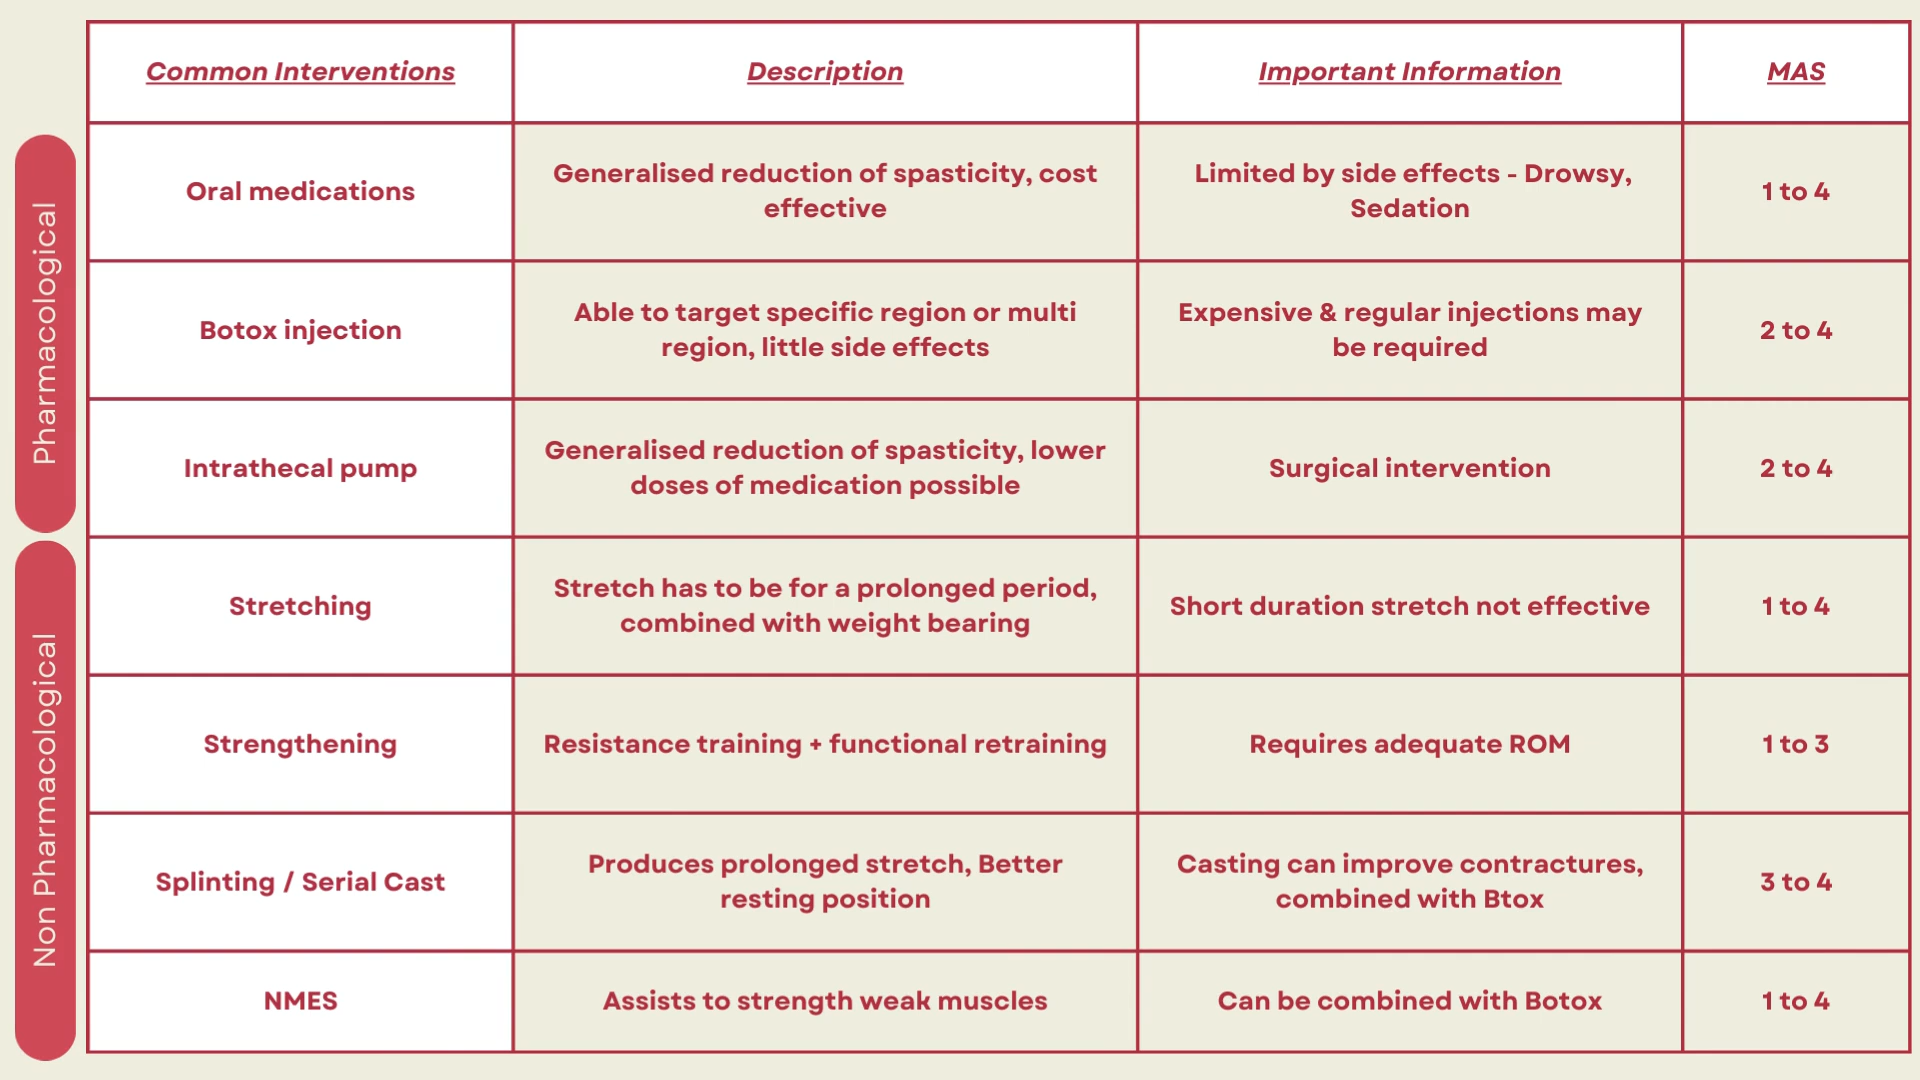 Common Interventions
Description
Important Information
MAS
Pharmacological
Oral medications
Generalised reduction of spasticity, cost
effective
Limited by side effects - Drowsy,
Sedation
1 to 4
Botox injection
Able to target specific region or multi
region, little side effects
Expensive & regular injections may
be required
2 to 4
Intrathecal pump
Generalised reduction of spasticity, lower
doses of medication possible
Surgical intervention
2 to 4
Non Pharmacological
Stretching
Stretch has to be for a prolonged period,
combined with weight bearing
Short duration stretch not effective
1 to 4
Strengthening
Resistance training + functional retraining
Requires adequate ROM
1 to 3
Splinting / Serial Cast
Produces prolonged stretch, Better
resting position
Casting can improve contractures,
combined with Btox
3 to 4
NMES
Assists to strength weak muscles
Can be combined with Botox
1 to 4